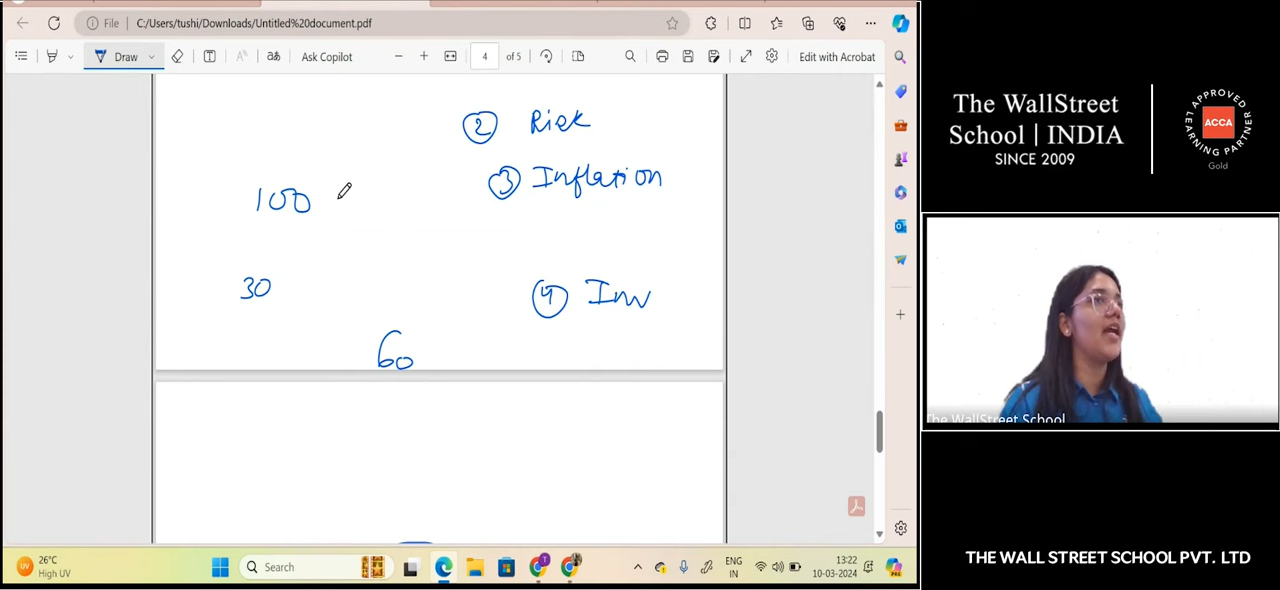 File
C:/Users/tushi/Downloads/Untitled%20document.pdf
Draw
Ask Copilot
4 of 5
Edit with Acrobat
2 Risk
3 Inflation
100
30
4 Inv
60
The WallStreet
School | INDIA
SINCE 2009
APPROVED
LEARNING PARTNER
ACCA
Gold
The WallStreet School
26°C
High UV
Search
ENG
IN
13:22
10-03-2024
THE WALL STREET SCHOOL PVT. LTD